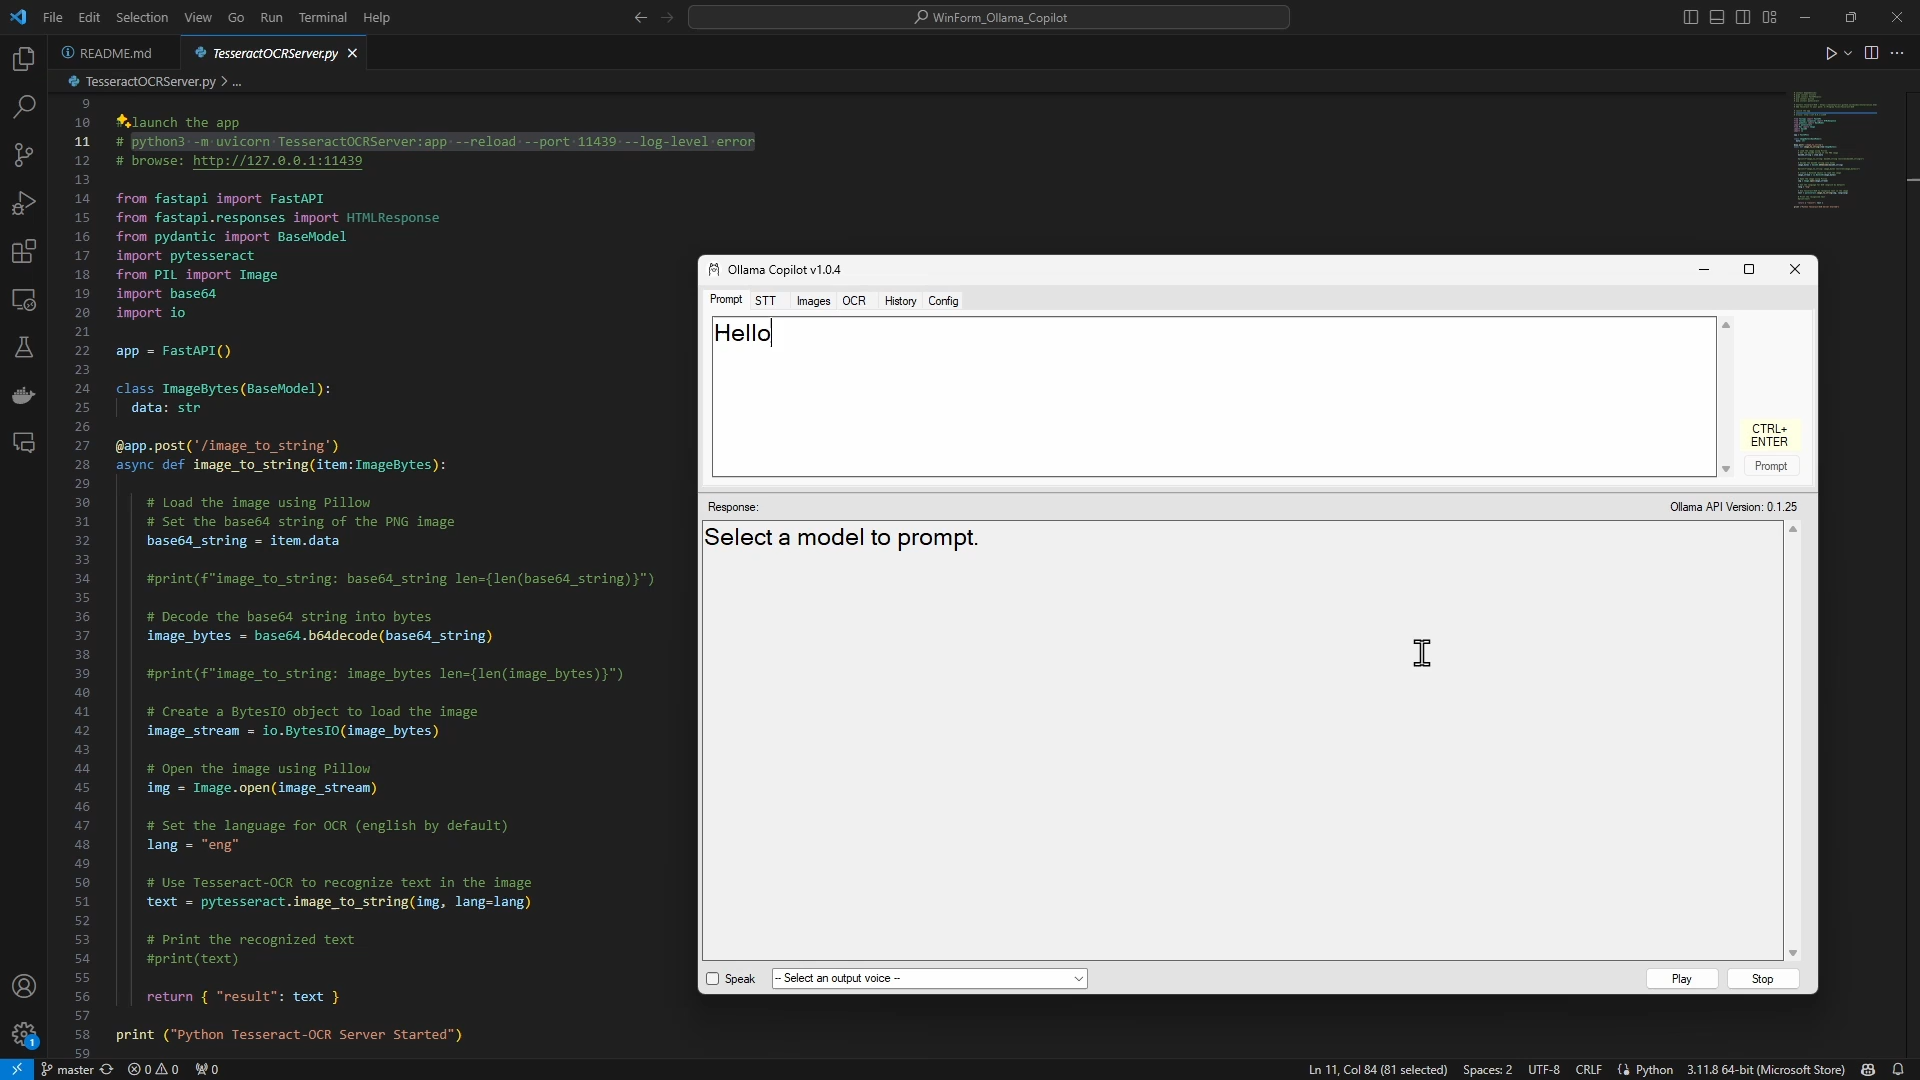 File Edit Selection View Go Run Terminal Help
WinForm_Ollama_Copilot
README.md
TesseractOCRServer.py
TesseractOCRServer.py > ...
9
10 # launch the app
11 # python3 -m uvicorn TesseractOCRServer:app --reload --port 11439 --log-level error
12 # browse: http://127.0.0.1:11439
13
14 from fastapi import FastAPI
15 from fastapi.responses import HTMLResponse
16 from pydantic import BaseModel
17 import pytesseract
18 from PIL import Image
19 import base64
20 import io
21
22 app = FastAPI()
23
24 class ImageBytes(BaseModel):
25 data: str
26
27 @app.post('/image_to_string')
28 async def image_to_string(item:ImageBytes):
29
30 # Load the image using Pillow
31 # Set the base64 string of the PNG image
32 base64_string = item.data
33
34 #print(f"image_to_string: base64_string len={len(base64_string)}")
35
36 # Decode the base64 string into bytes
37 image_bytes = base64.b64decode(base64_string)
38
39 #print(f"image_to_string: image_bytes len={len(image_bytes)}")
40
41 # Create a BytesIO object to load the image
42 image_stream = io.BytesIO(image_bytes)
43
44 # Open the image using Pillow
45 img = Image.open(image_stream)
46
47 # Set the language for OCR (english by default)
48 lang = "eng"
49
50 # Use Tesseract-OCR to recognize text in the image
51 text = pytesseract.image_to_string(img, lang=lang)
52
53 # Print the recognized text
54 #print(text)
55
56 return { "result": text }
57
58 print ("Python Tesseract-OCR Server Started")
59
Ollama Copilot v1.0.4
Prompt STT Images OCR History Config
Hello
CTRL+
ENTER
Prompt
Response:
Ollama API Version: 0.1.25
Select a model to prompt.
Speak
-- Select an output voice --
Play
Stop
1
master 0 0 0
Ln 11, Col 84 (81 selected) Spaces: 2 UTF-8 CRLF Python 3.11.8 64-bit (Microsoft Store)